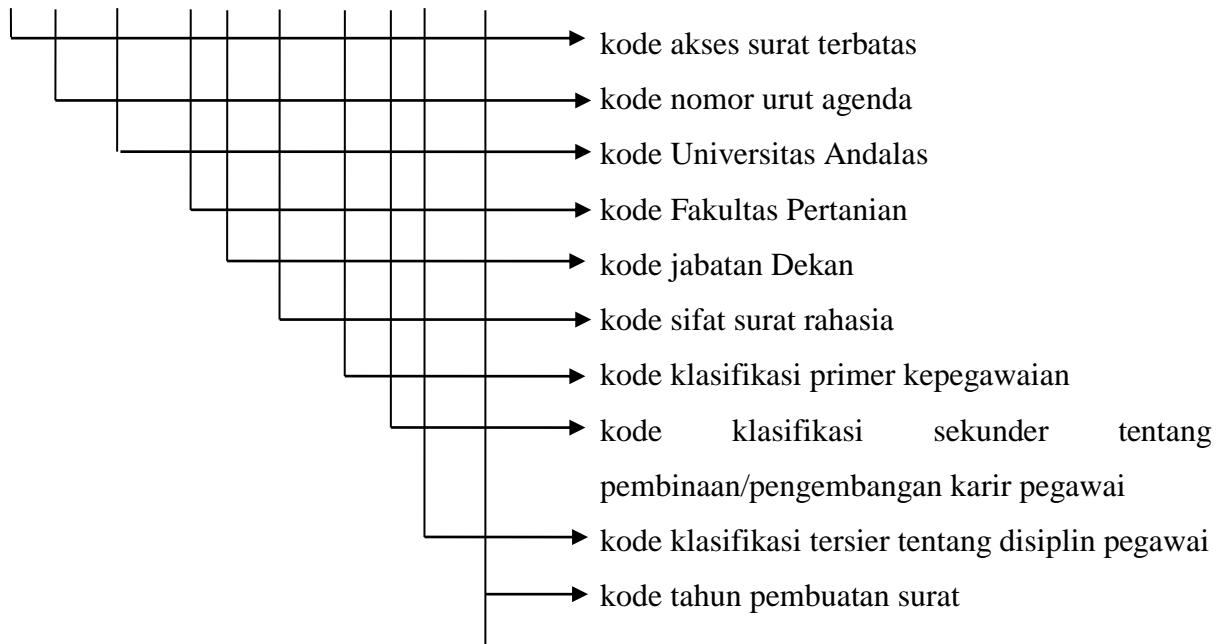 kode akses surat terbatas
kode nomor urut agenda
kode Universitas Andalas
kode Fakultas Pertanian
kode jabatan Dekan
kode sifat surat rahasia
kode klasifikasi primer kepegawaian
kode klasifikasi sekunder tentang
pembinaan/pengembangan karir pegawai
kode klasifikasi tersier tentang disiplin pegawai
kode tahun pembuatan surat